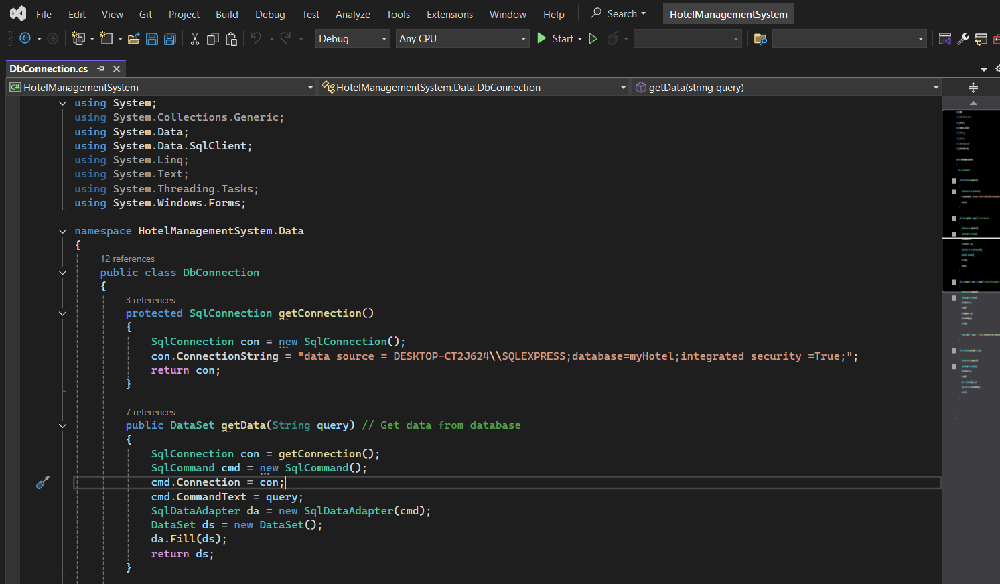 File Edit View Git Project Build Debug Test Analyze Tools Extensions Window Help Search HotelManagementSystem
Debug Any CPU Start
DbConnection.cs
C# HotelManagementSystem HotelManagementSystem.Data.DbConnection getData(string query)
using System;
using System.Collections.Generic;
using System.Data;
using System.Data.SqlClient;
using System.Linq;
using System.Text;
using System.Threading.Tasks;
using System.Windows.Forms;
namespace HotelManagementSystem.Data
{
12 references
public class DbConnection
{
3 references
protected SqlConnection getConnection()
{
SqlConnection con = new SqlConnection();
con.ConnectionString = "data source = DESKTOP-CT2J624\\SQLEXPRESS;database=myHotel;integrated security =True;";
return con;
}
7 references
public DataSet getData(String query) // Get data from database
{
SqlConnection con = getConnection();
SqlCommand cmd = new SqlCommand();
cmd.Connection = con;
cmd.CommandText = query;
SqlDataAdapter da = new SqlDataAdapter(cmd);
DataSet ds = new DataSet();
da.Fill(ds);
return ds;
}